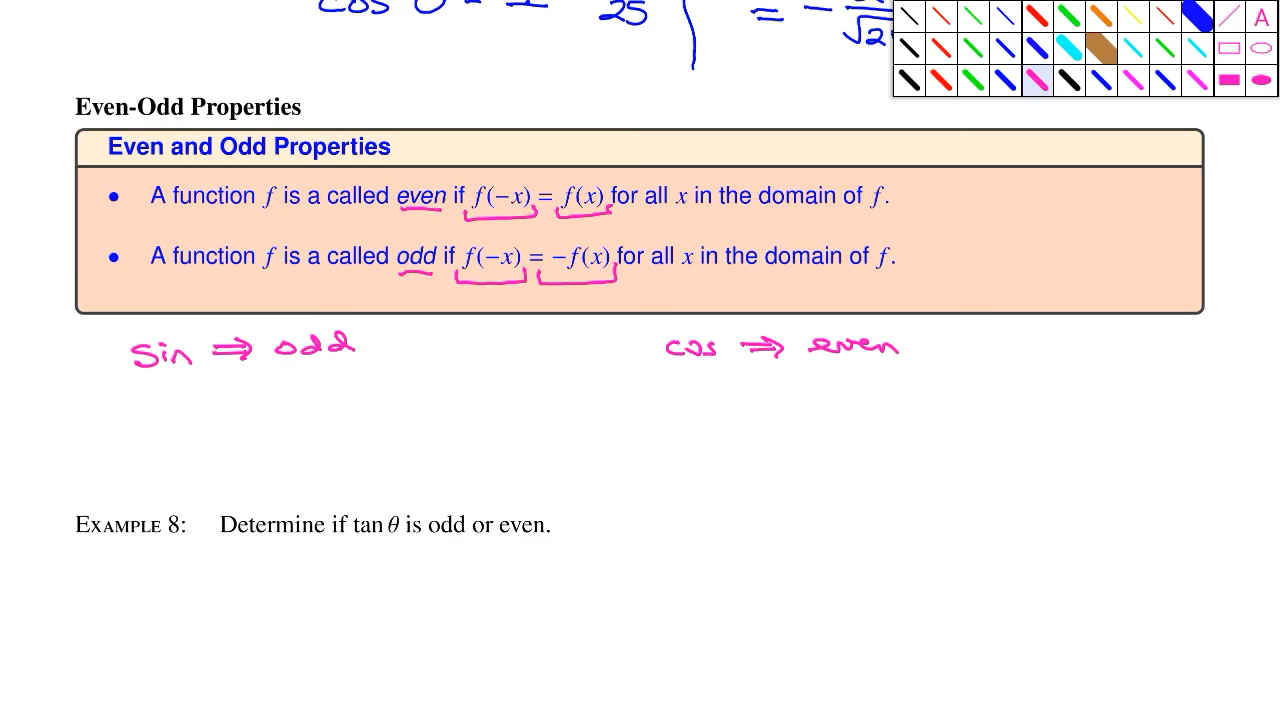 cos θ =
25
= -
√2
A
Even-Odd Properties
Even and Odd Properties
• A function f is a called even if f(−x) = f(x) for all x in the domain of f.
• A function f is a called odd if f(−x) = −f(x) for all x in the domain of f.
Sin ⇒ odd
cos ⇒ even
EXAMPLE 8: Determine if tan θ is odd or even.